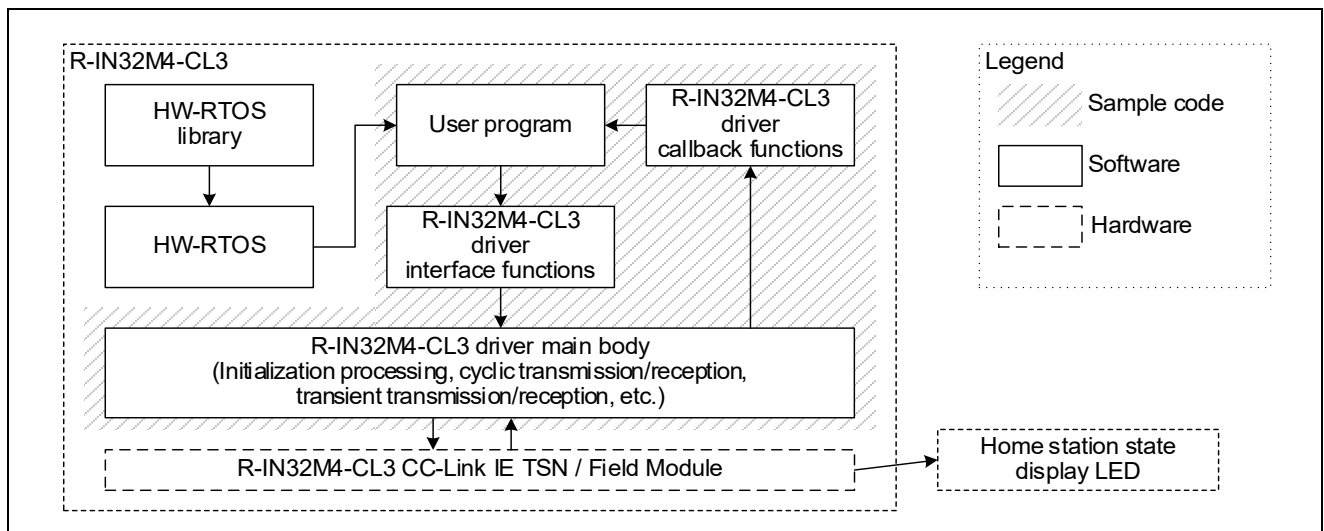 R-IN32M4-CL3
HW-RTOS
library
User program
R-IN32M4-CL3
driver
callback functions
HW-RTOS
R-IN32M4-CL3
driver
interface functions
R-IN32M4-CL3 driver main body
(Initialization processing, cyclic transmission/reception,
transient transmission/reception, etc.)
R-IN32M4-CL3 CC-Link IE TSN / Field Module
Home station state
display LED
Legend
Sample code
Software
Hardware